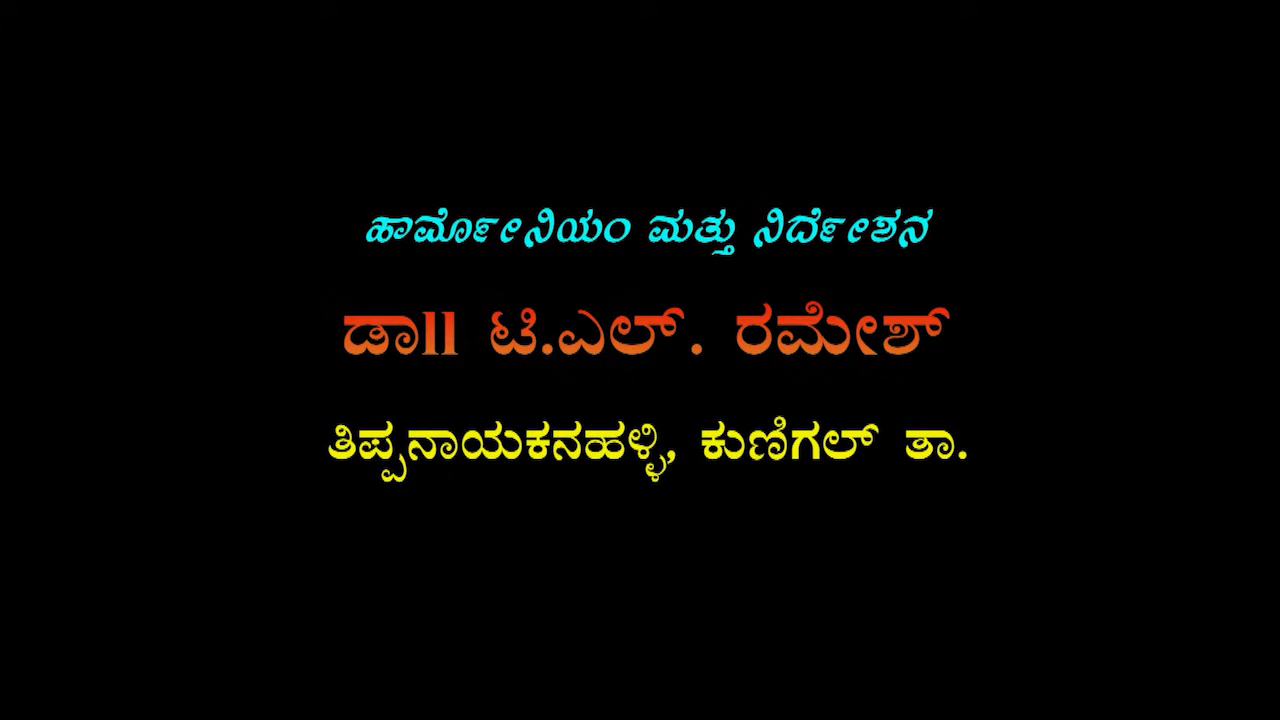 ಹಾರ್ಮೋನಿಯಂ ಮತ್ತು ನಿರ್ದೇಶನ
ಡಾ॥ ಟಿ.ಎಲ್. ರಮೇಶ್
ತಿಪ್ಪನಾಯಕನಹಳ್ಳಿ, ಕುಣಿಗಲ್ ತಾ.